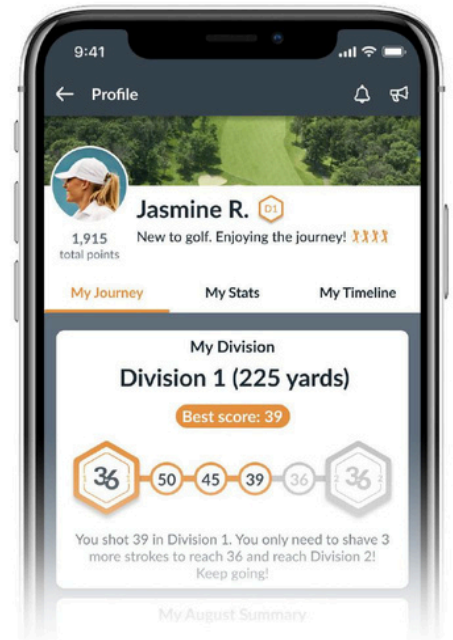 9:41
Profile
Jasmine R. D1
1,915
total points
New to golf. Enjoying the journey!
My Journey My Stats My Timeline
My Division
Division 1 (225 yards)
Best score: 39
36 50 45 39 36 36
You shot 39 in Division 1. You only need to shave 3
more strokes to reach 36 and reach Division 2!
Keep going!
My August Summary